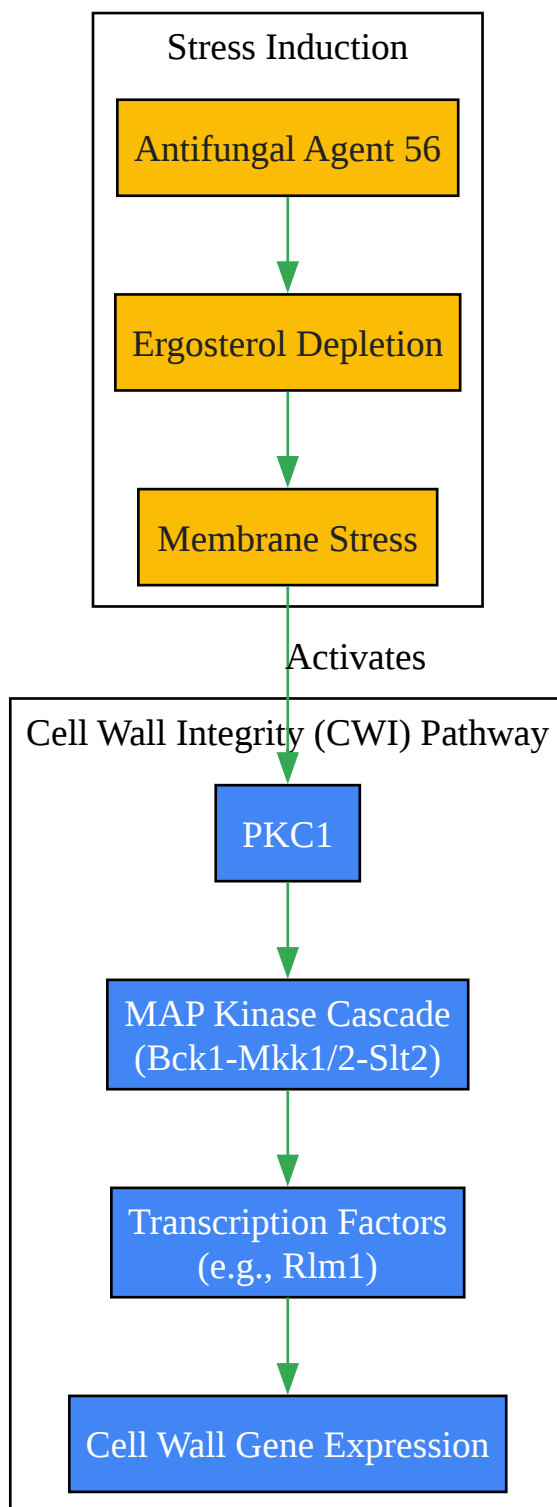 Stress Induction
Antifungal Agent 56
Ergosterol Depletion
Membrane Stress
Activates
Cell Wall Integrity (CWI) Pathway
PKC1
MAP Kinase Cascade
(Bck1-Mkk1/2-Slt2)
Transcription Factors
(e.g., Rlm1)
Cell Wall Gene Expression